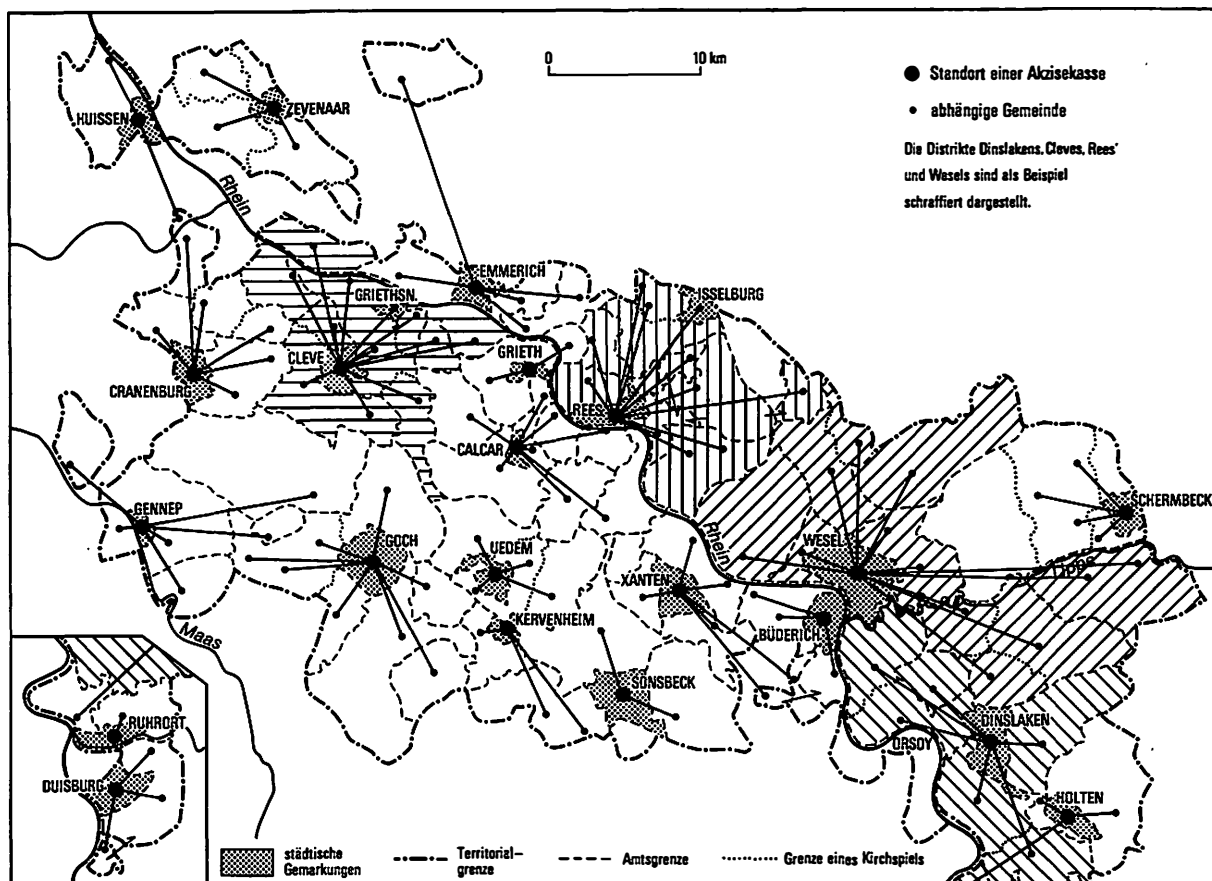 0 10 km
Standort einer Akzisekasse
abhängige Gemeinde
Die Distrikte Dinslakens, Cleves, Rees'
und Wesels sind als Beispiel
schraffiert dargestellt.
HUISSEN
ZEVENAAR
Rhein
EMMERICH
GRIETHSN.
ISSELBURG
CLEVE
GRIETH
CRANENBURG
REES
CALCAR
GENNEP
SCHERMBECK
GOCH
UEDEM
Rhein
WESEL
Lippe
XANTEN
BÜDERICH
KERVENHEIM
Maas
SONSBECK
DINSLAKEN
ORSOY
RUHRORT
DUISBURG
HOLTEN
städtische
Gemarkungen
Territorial-
grenze
Amtsgrenze
Grenze eines Kirchspiels